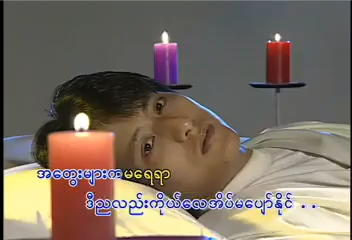 အတွေးများကမရေရာ
ဒီညလည်းကိုယ်လေအိပ်မပျော်နိုင် . .